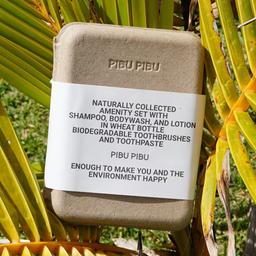 PIBU PIBU
NATURALLY COLLECTED
AMENITY SET WITH
SHAMPOO, BODYWASH, AND LOTION
IN WHEAT BOTTLE
BIODEGRADABLE TOOTHBRUSHES
AND TOOTHPASTE
PIBU PIBU
ENOUGH TO MAKE YOU AND THE
ENVIRONMENT HAPPY